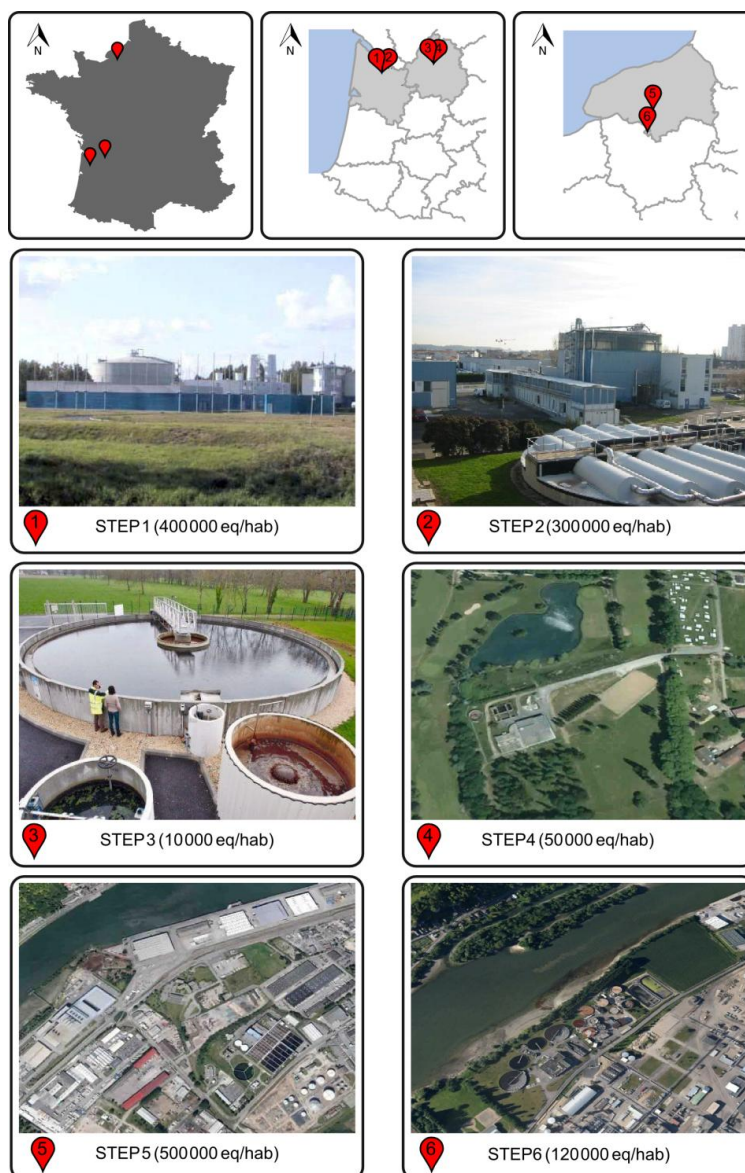 N
N
N
1
2
3
4
5
6
1
STEP1 (400000 eq/hab)
2
STEP2 (300000 eq/hab)
3
STEP3 (10000 eq/hab)
4
STEP4 (50000 eq/hab)
5
STEP5 (500000 eq/hab)
6
STEP6 (120000 eq/hab)